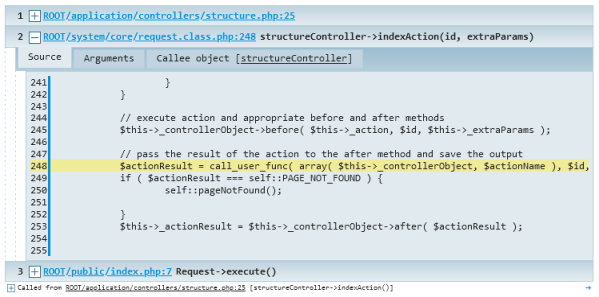 1 ROOT/application/controllers/structure.php:25
2 ROOT/system/core/request.class.php:248 structureController->indexAction(id, extraParams)
Source Arguments Callee object [structureController]
241 }
242 }
243
244 // execute action and appropriate before and after methods
245 $this->_controllerObject->before( $this->_action, $id, $this->_extraParams );
246
247 // pass the result of the action to the after method and save the output
248 $actionResult = call_user_func( array( $this->_controllerObject, $actionName ), $id,
249 if ( $actionResult === self::PAGE_NOT_FOUND ) {
250 self::pageNotFound();
251
252 }
253 $this->_actionResult = $this->_controllerObject->after( $actionResult );
254
255
3 ROOT/public/index.php:7 Request->execute()
Called from ROOT/application/controllers/structure.php:25 [structureController->indexAction()]